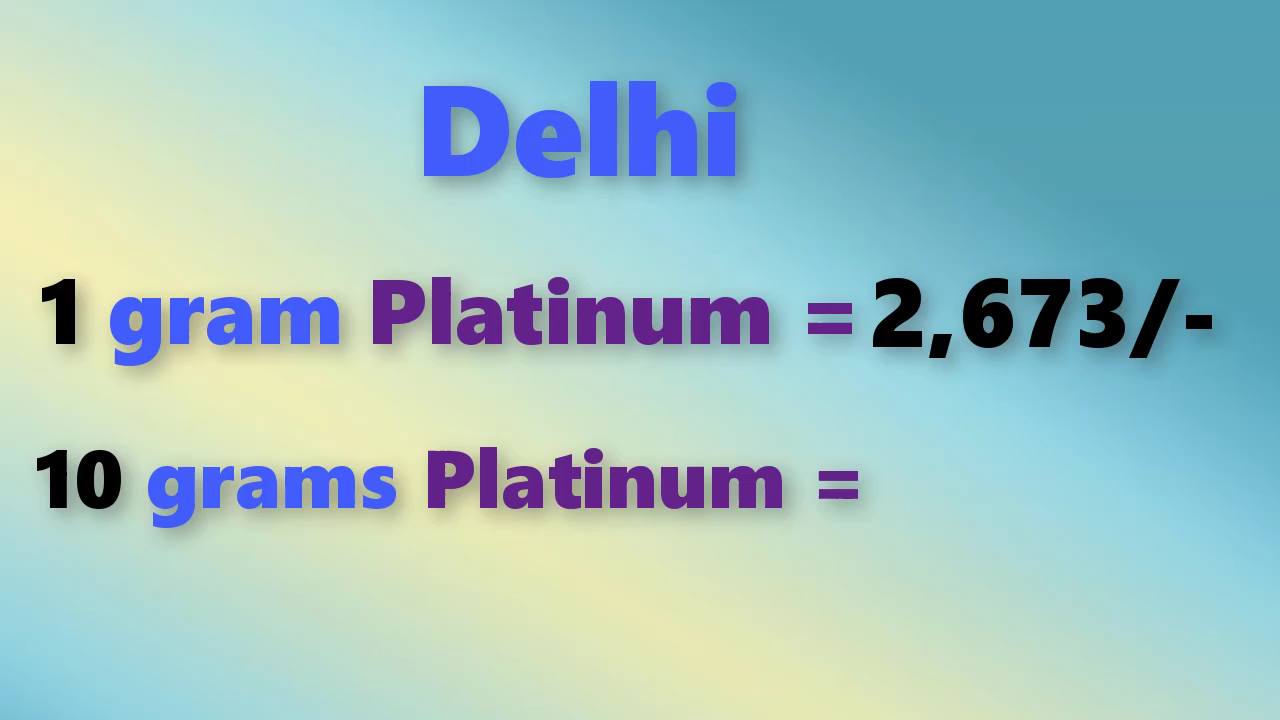 Delhi
1 gram Platinum = 2,673/-
10 grams Platinum =